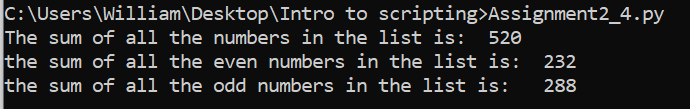 C:\Users\William\Desktop\Intro to scripting>Assignment2_4.py
The sum of all the numbers in the list is:  520
the sum of all the even numbers in the list is:  232
the sum of all the odd numbers in the list is:   288